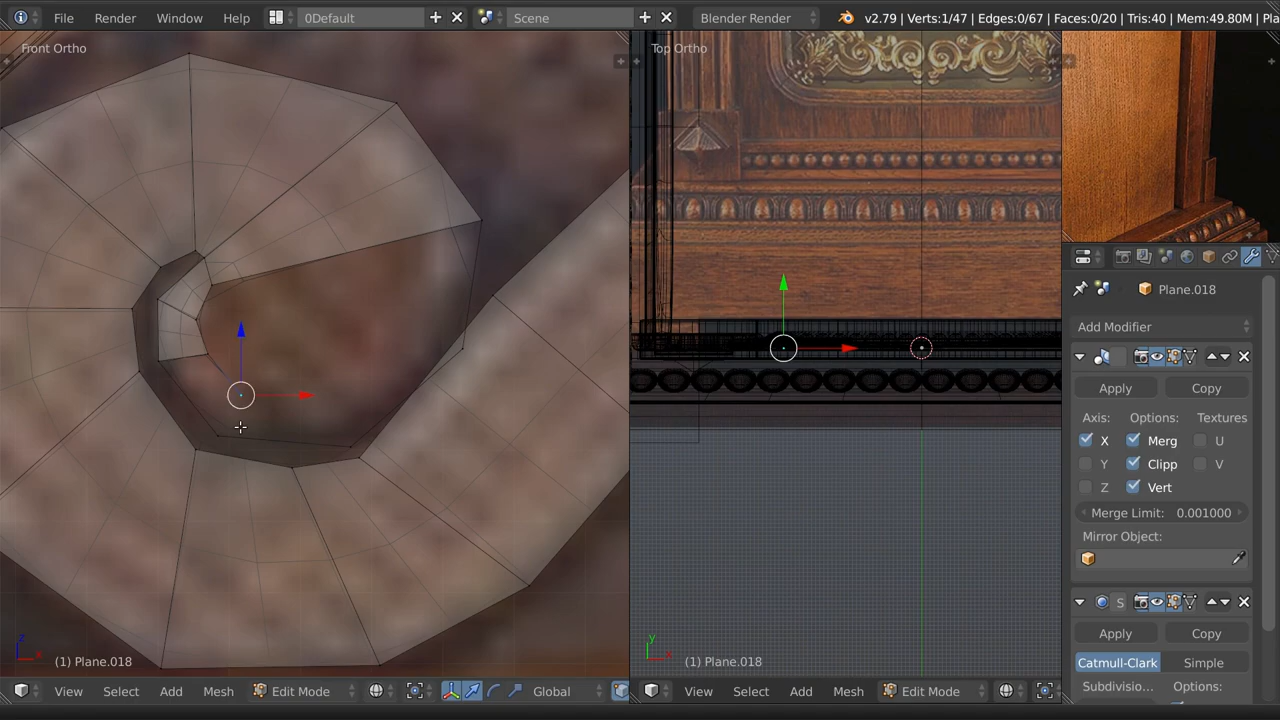 File Render Window Help 0Default Scene Blender Render v2.79 | Verts:1/47 | Edges:0/67 | Faces:0/20 | Tris:40 | Mem:49.80M | Pla
Front Ortho
Top Ortho
Plane.018
Add Modifier
Apply Copy
Axis: Options: Textures
X Merg U
Y Clipp V
Z Vert
Merge Limit: 0.001000
Mirror Object:
S
Apply Copy
Catmull-Clark Simple
Subdivisio... Options:
z x
(1) Plane.018
y x
(1) Plane.018
View Select Add Mesh Edit Mode Global
View Select Add Mesh Edit Mode